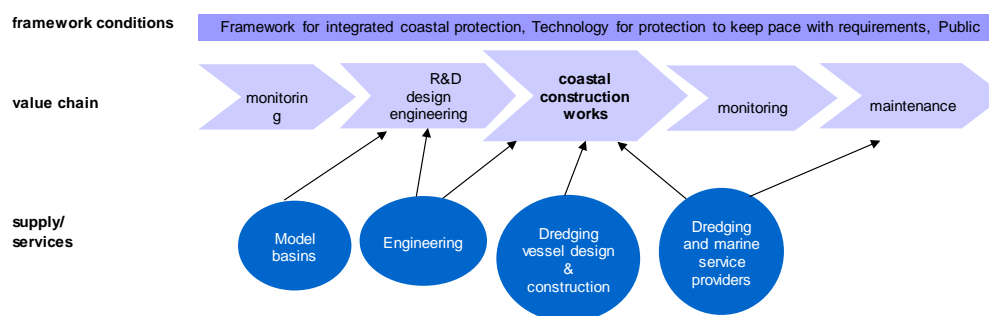 framework conditions
Framework for integrated coastal protection, Technology for protection to keep pace with requirements, Public
value chain
monitorin
g
R&D
design
engineering
coastal
construction
works
monitoring
maintenance
supply/
services
Model
basins
Engineering
Dredging
vessel design
&
construction
Dredging
and marine
service
providers